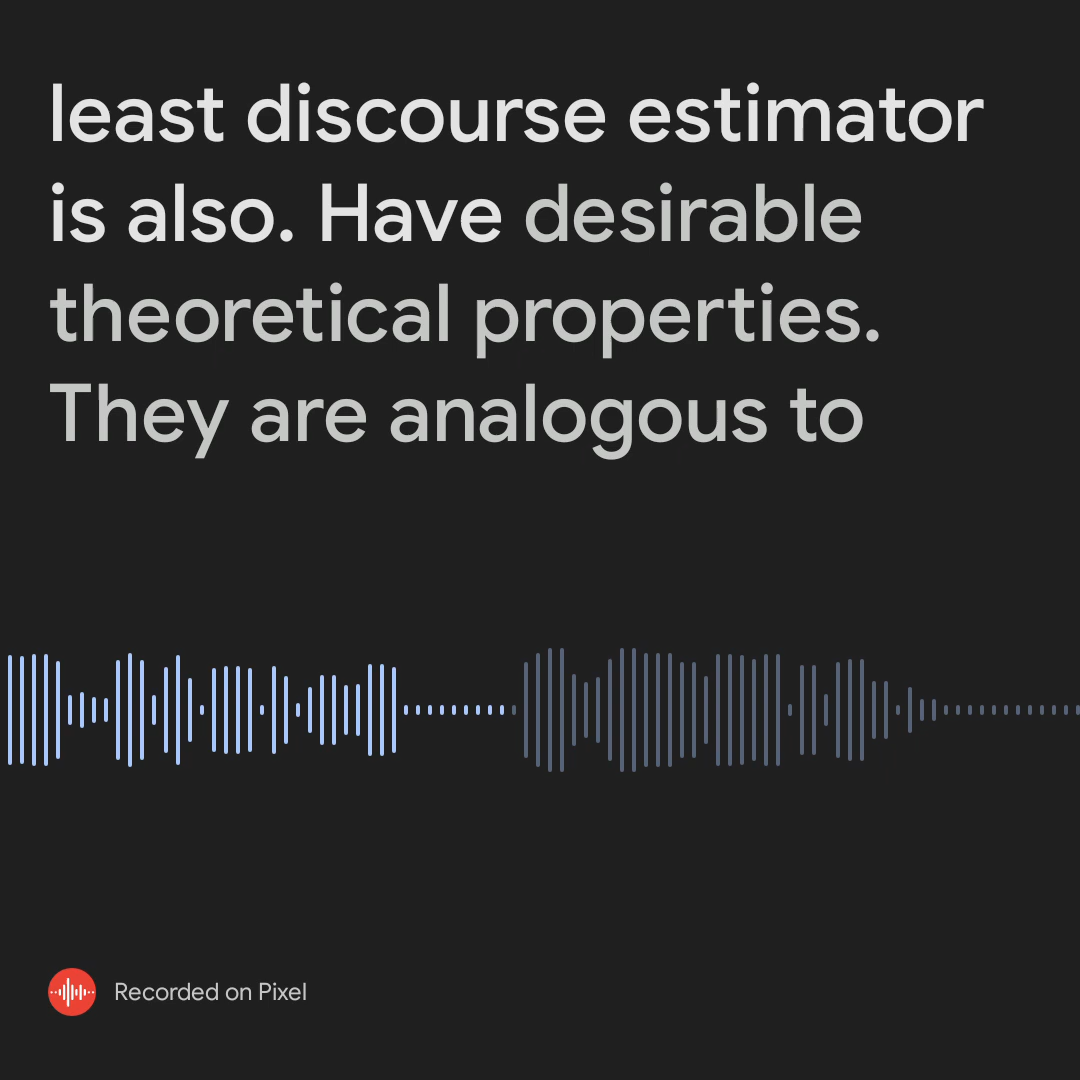 least discourse estimator
is also. Have desirable
theoretical properties.
They are analogous to
Recorded on Pixel